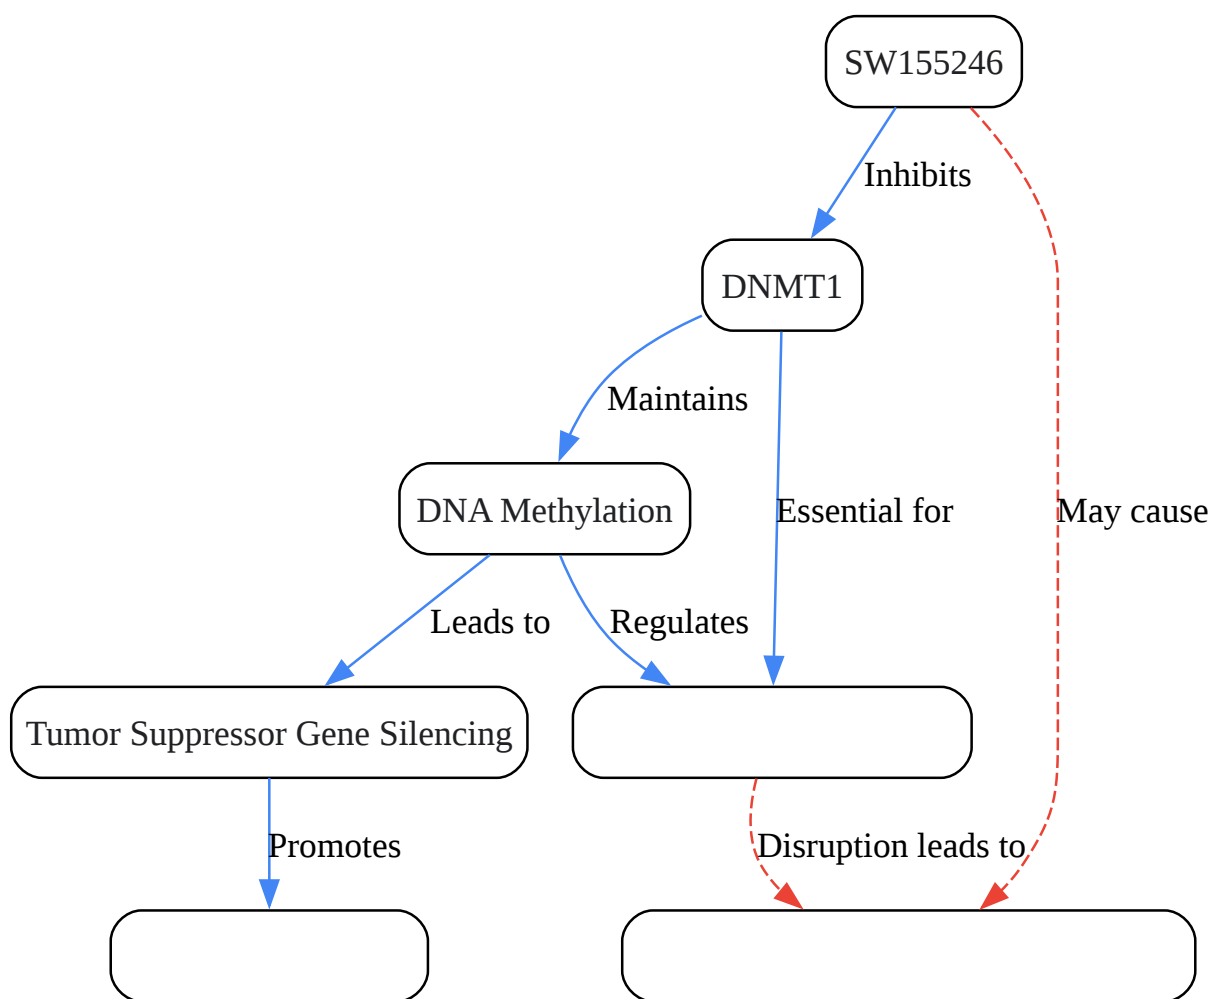 SW155246
Inhibits
DNMT1
Maintains
DNA Methylation
Essential for
May cause
Leads to
Regulates
Tumor Suppressor Gene Silencing
Promotes
Disruption leads to